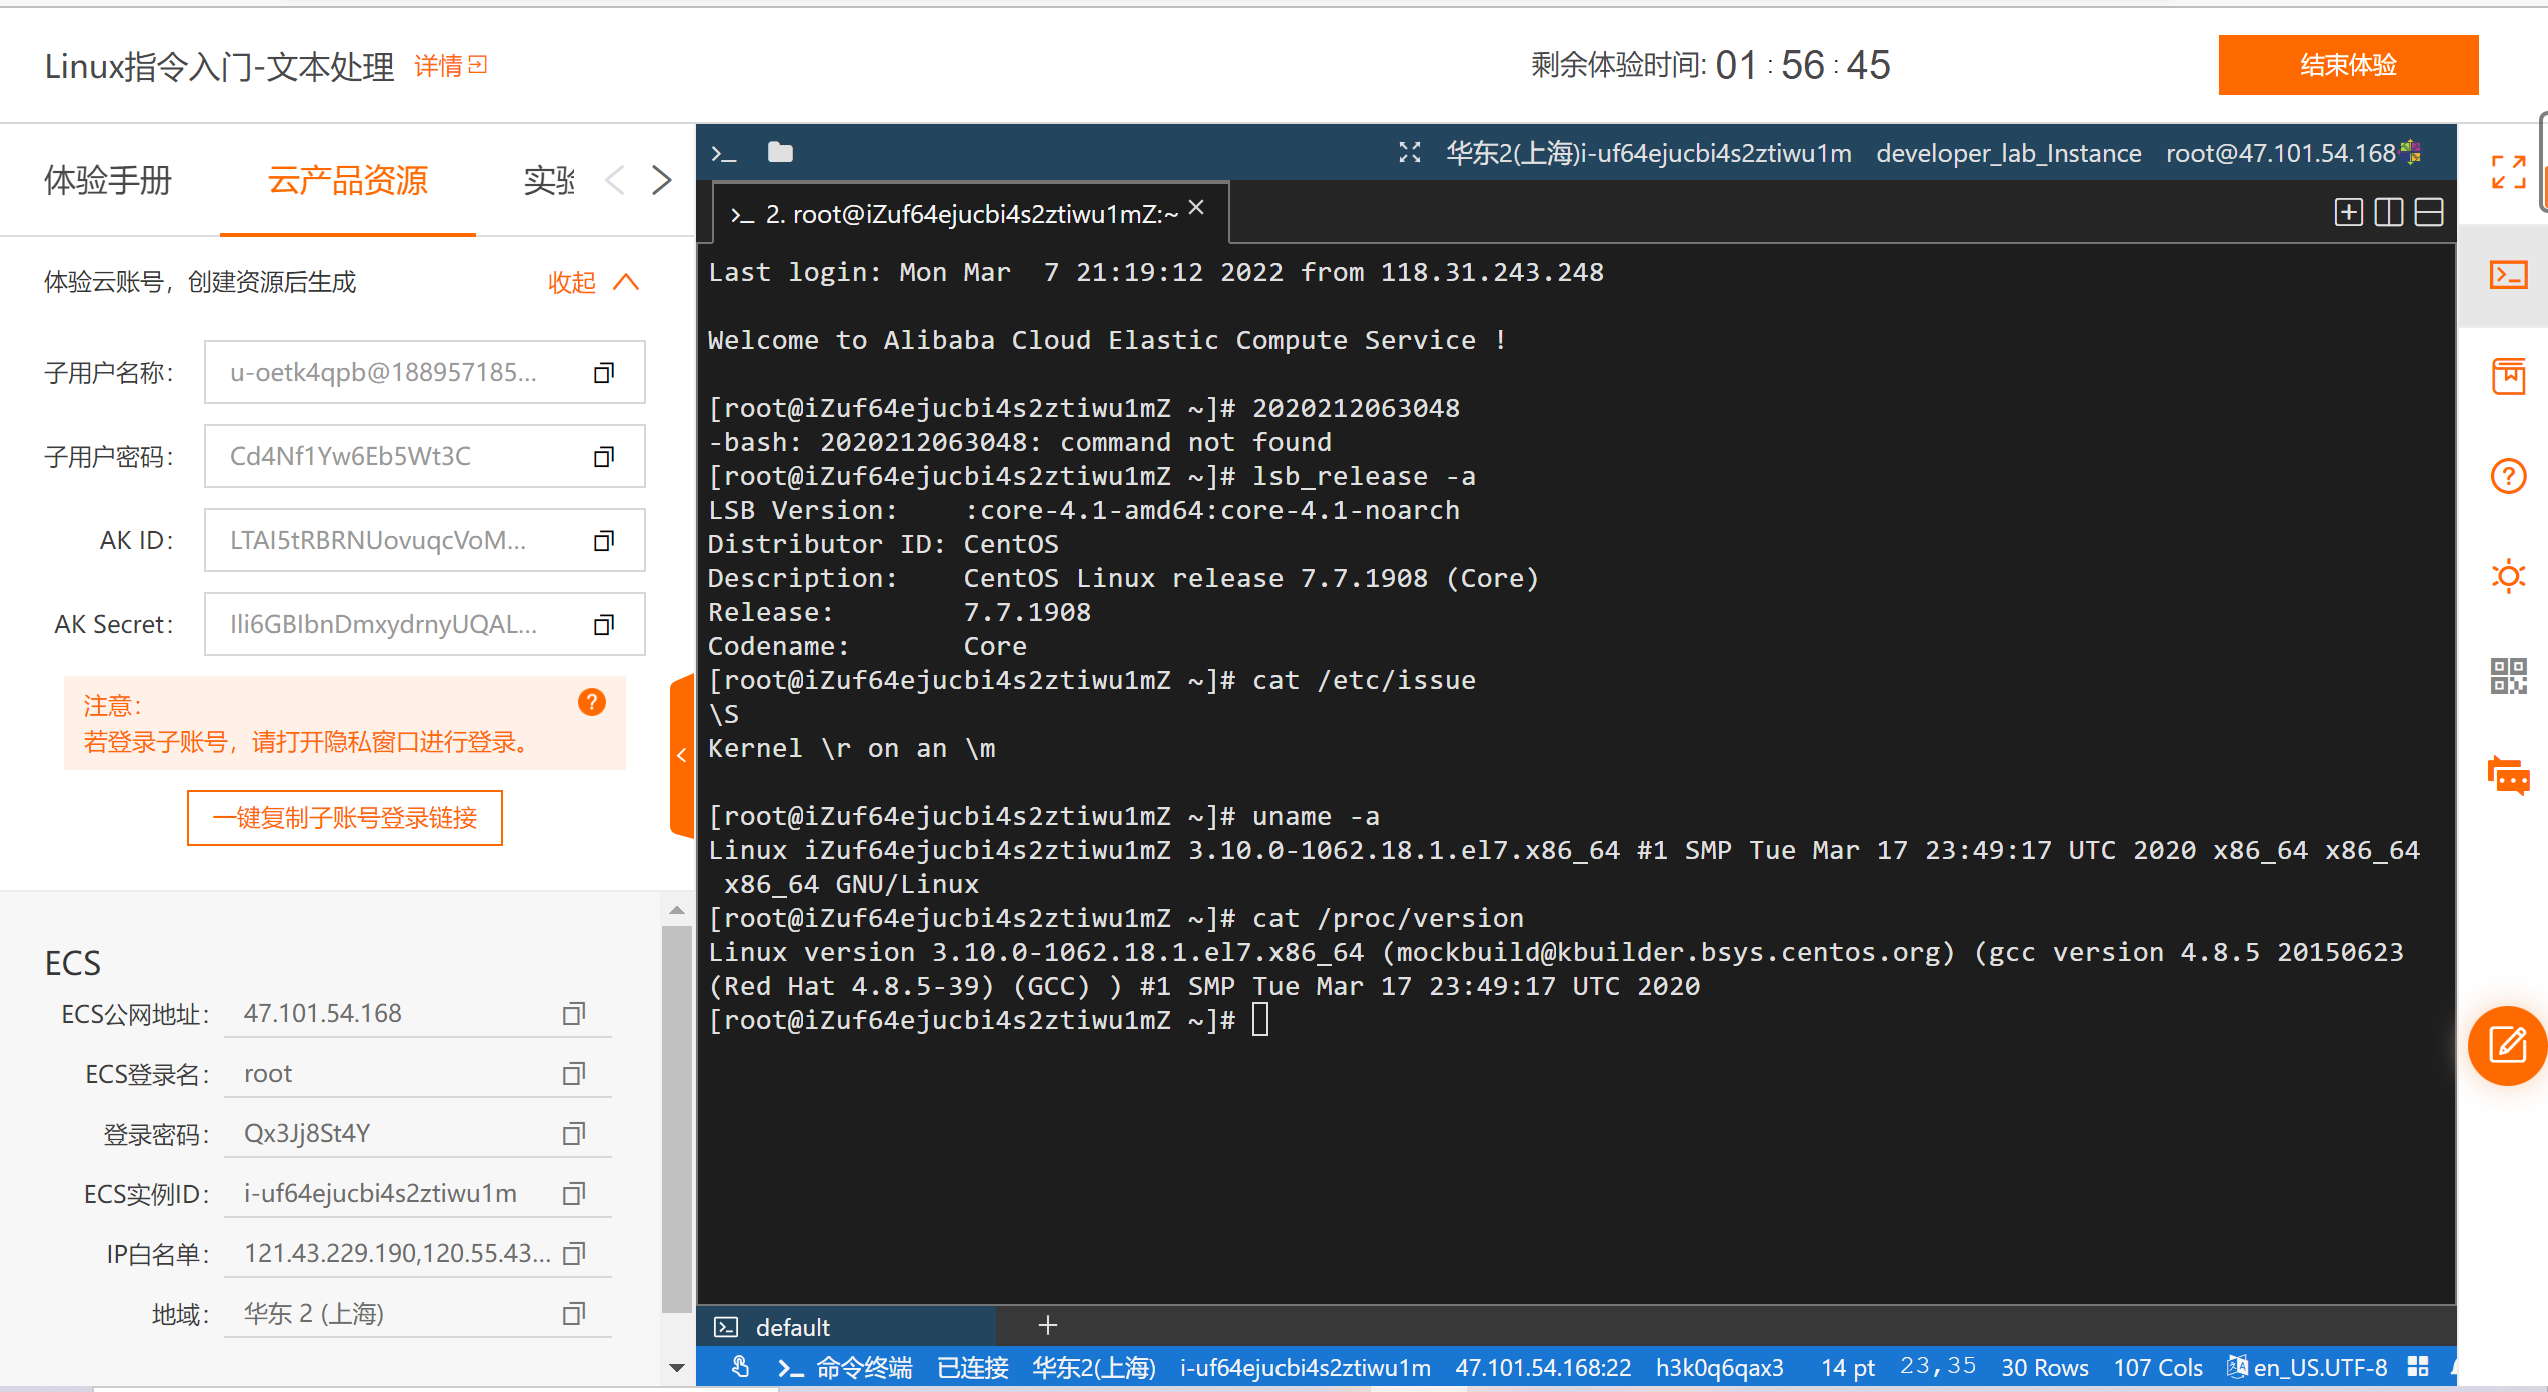 Linux指令入门-文本处理 详情
剩余体验时间: 01 : 56 : 45
结束体验
体验手册 云产品资源 实验
体验云账号，创建资源后生成 收起
子用户名称： u-oetk4qpb@188957185...
子用户密码： Cd4Nf1Yw6Eb5Wt3C
AK ID： LTAI5tRBRNUovuqcVoM...
AK Secret： Ili6GBIbnDmxydrnyUQAL...
注意：
若登录子账号，请打开隐私窗口进行登录。
一键复制子账号登录链接
ECS
ECS公网地址： 47.101.54.168
ECS登录名： root
登录密码： Qx3Jj8St4Y
ECS实例ID： i-uf64ejucbi4s2ztiwu1m
IP白名单： 121.43.229.190,120.55.43...
地域： 华东 2 (上海)
华东2(上海)i-uf64ejucbi4s2ztiwu1m developer_lab_Instance root@47.101.54.168
2. root@iZuf64ejucbi4s2ztiwu1mZ:~
Last login: Mon Mar  7 21:19:12 2022 from 118.31.243.248
Welcome to Alibaba Cloud Elastic Compute Service !
[root@iZuf64ejucbi4s2ztiwu1mZ ~]# 2020212063048
-bash: 2020212063048: command not found
[root@iZuf64ejucbi4s2ztiwu1mZ ~]# lsb_release -a
LSB Version:    :core-4.1-amd64:core-4.1-noarch
Distributor ID: CentOS
Description:    CentOS Linux release 7.7.1908 (Core)
Release:        7.7.1908
Codename:       Core
[root@iZuf64ejucbi4s2ztiwu1mZ ~]# cat /etc/issue
\S
Kernel \r on an \m
[root@iZuf64ejucbi4s2ztiwu1mZ ~]# uname -a
Linux iZuf64ejucbi4s2ztiwu1mZ 3.10.0-1062.18.1.el7.x86_64 #1 SMP Tue Mar 17 23:49:17 UTC 2020 x86_64 x86_64
 x86_64 GNU/Linux
[root@iZuf64ejucbi4s2ztiwu1mZ ~]# cat /proc/version
Linux version 3.10.0-1062.18.1.el7.x86_64 (mockbuild@kbuilder.bsys.centos.org) (gcc version 4.8.5 20150623
(Red Hat 4.8.5-39) (GCC) ) #1 SMP Tue Mar 17 23:49:17 UTC 2020
[root@iZuf64ejucbi4s2ztiwu1mZ ~]#
default
命令终端 已连接 华东2(上海) i-uf64ejucbi4s2ztiwu1m 47.101.54.168:22 h3k0q6qax3 14 pt 23,35 30 Rows 107 Cols en_US.UTF-8